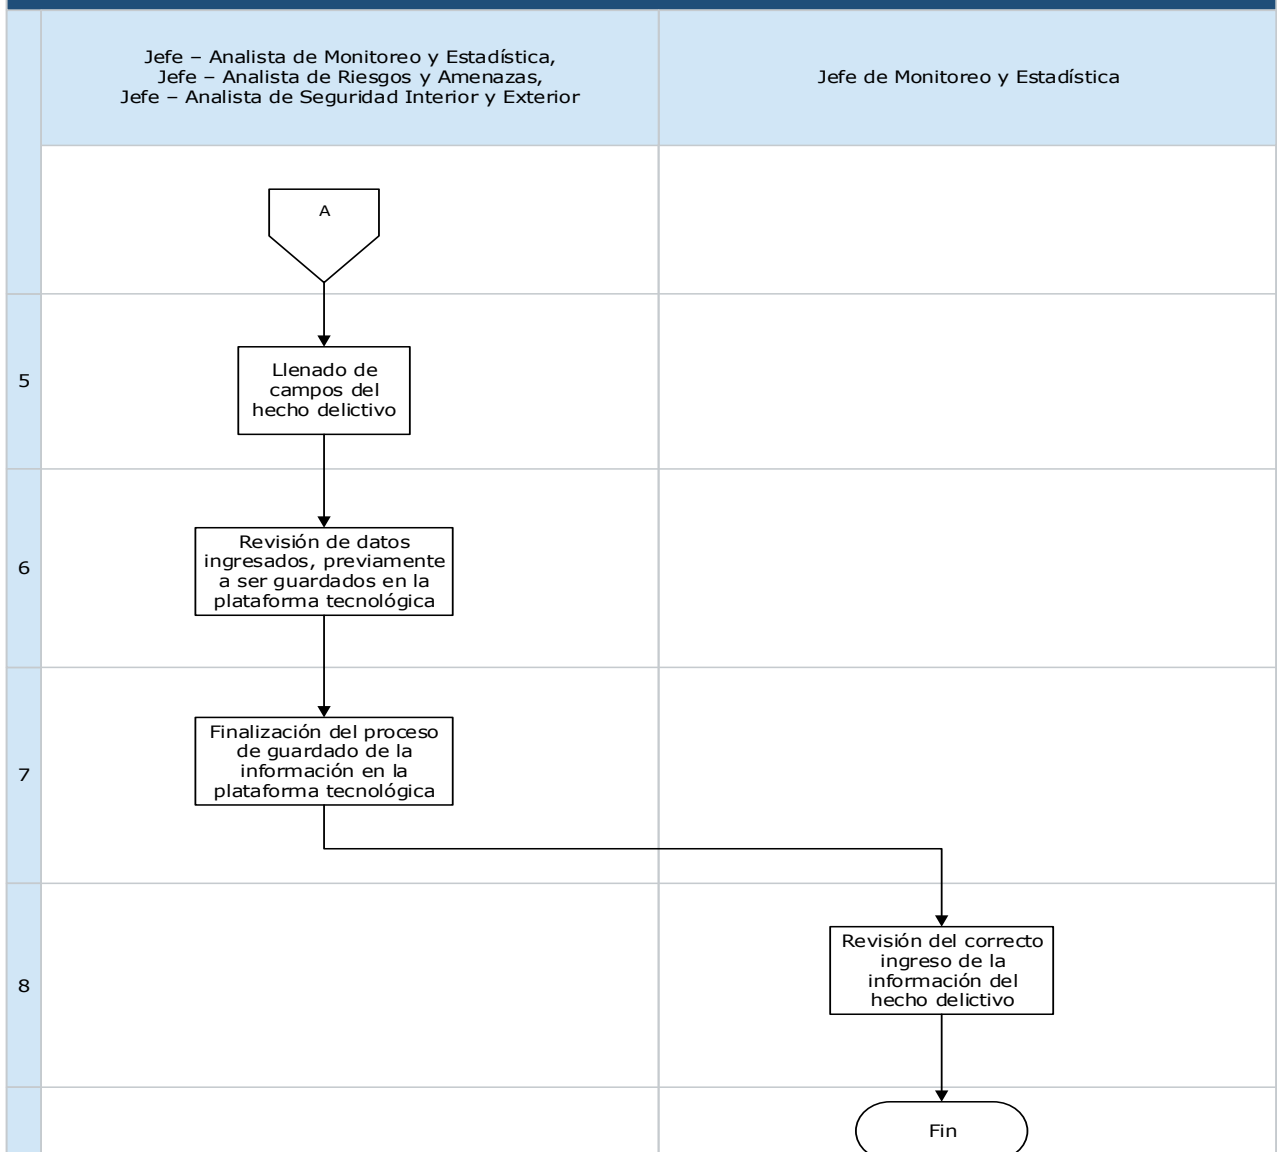 Jefe – Analista de Monitoreo y Estadística,
Jefe – Analista de Riesgos y Amenazas,
Jefe – Analista de Seguridad Interior y Exterior
Jefe de Monitoreo y Estadística
A
5
Llenado de
campos del
hecho delictivo
6
Revisión de datos
ingresados, previamente
a ser guardados en la
plataforma tecnológica
7
Finalización del proceso
de guardado de la
información en la
plataforma tecnológica
8
Revisión del correcto
ingreso de la
información del
hecho delictivo
Fin